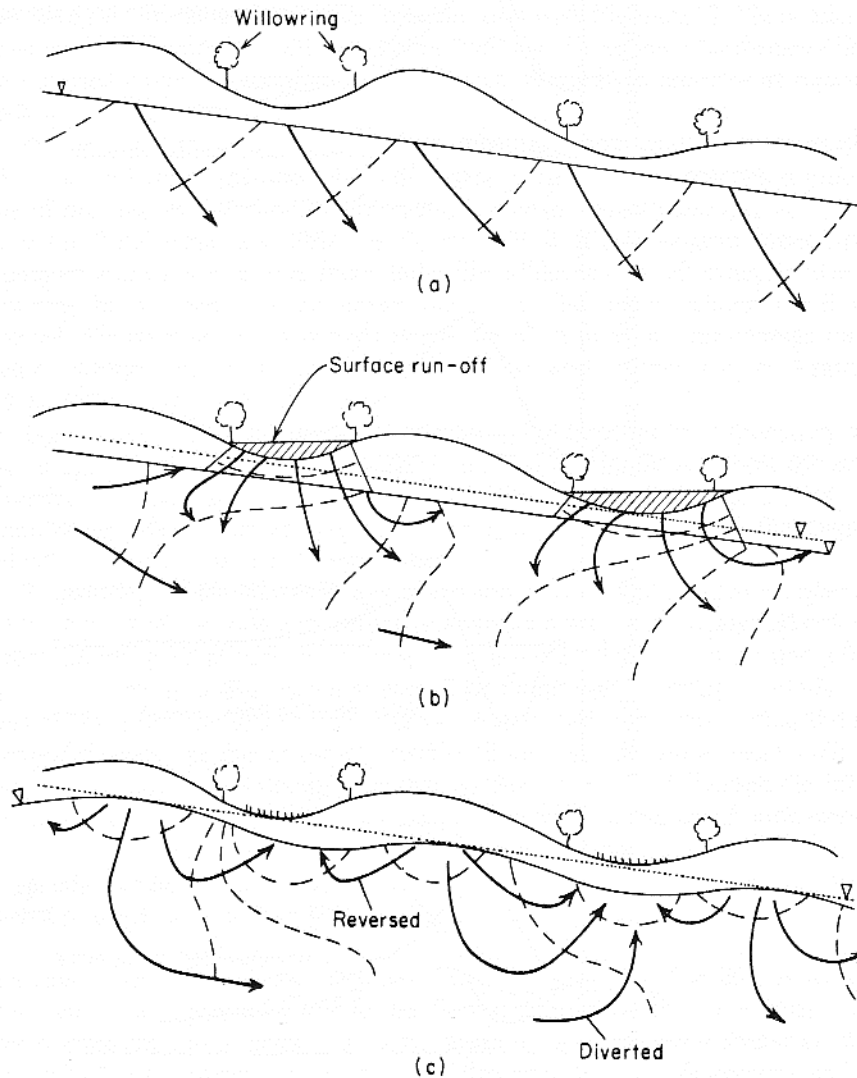 Willowring
(a)
Surface run-off
(b)
Reversed
Diverted
(c)